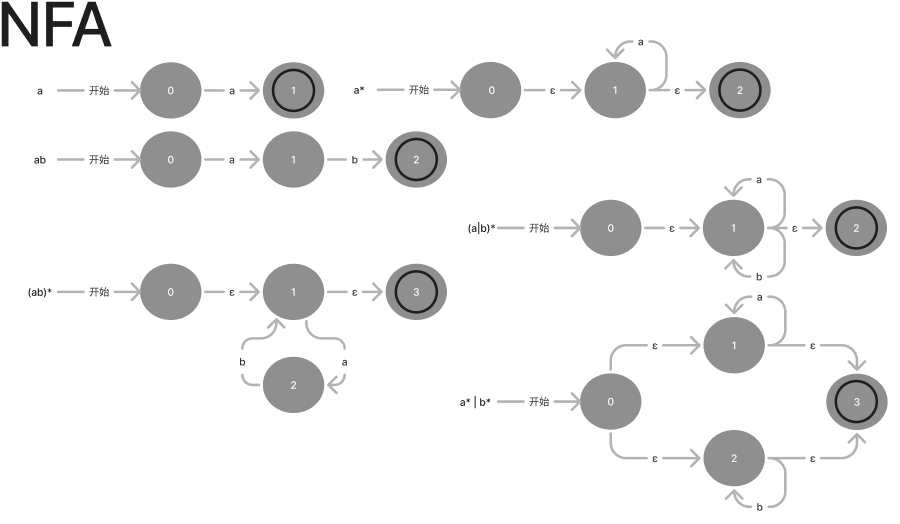 NFA
a 开始 0 a 1
a* 开始 0 ε 1 a ε 2
ab 开始 0 a 1 b 2
(a|b)* 开始 0 ε 1 a b ε 2
(ab)* 开始 0 ε 1 ε 3
b 2 a
a* | b* 开始 0
ε 1 a ε
3
ε 2 b ε